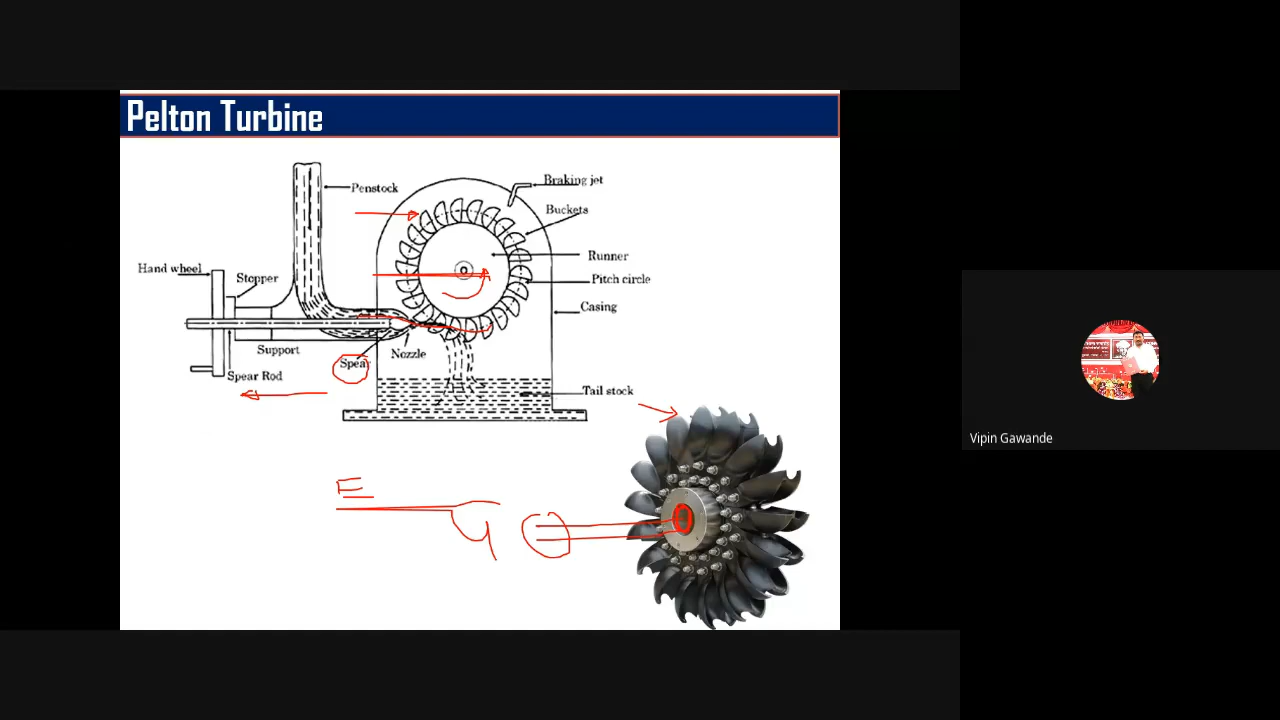 Pelton Turbine
Penstock
Braking jet
Buckets
Runner
Hand wheel
Stopper
Pitch circle
Casing
Support
Nozzle
Spear
Spear Rod
Tail stock
E
Vipin Gawande